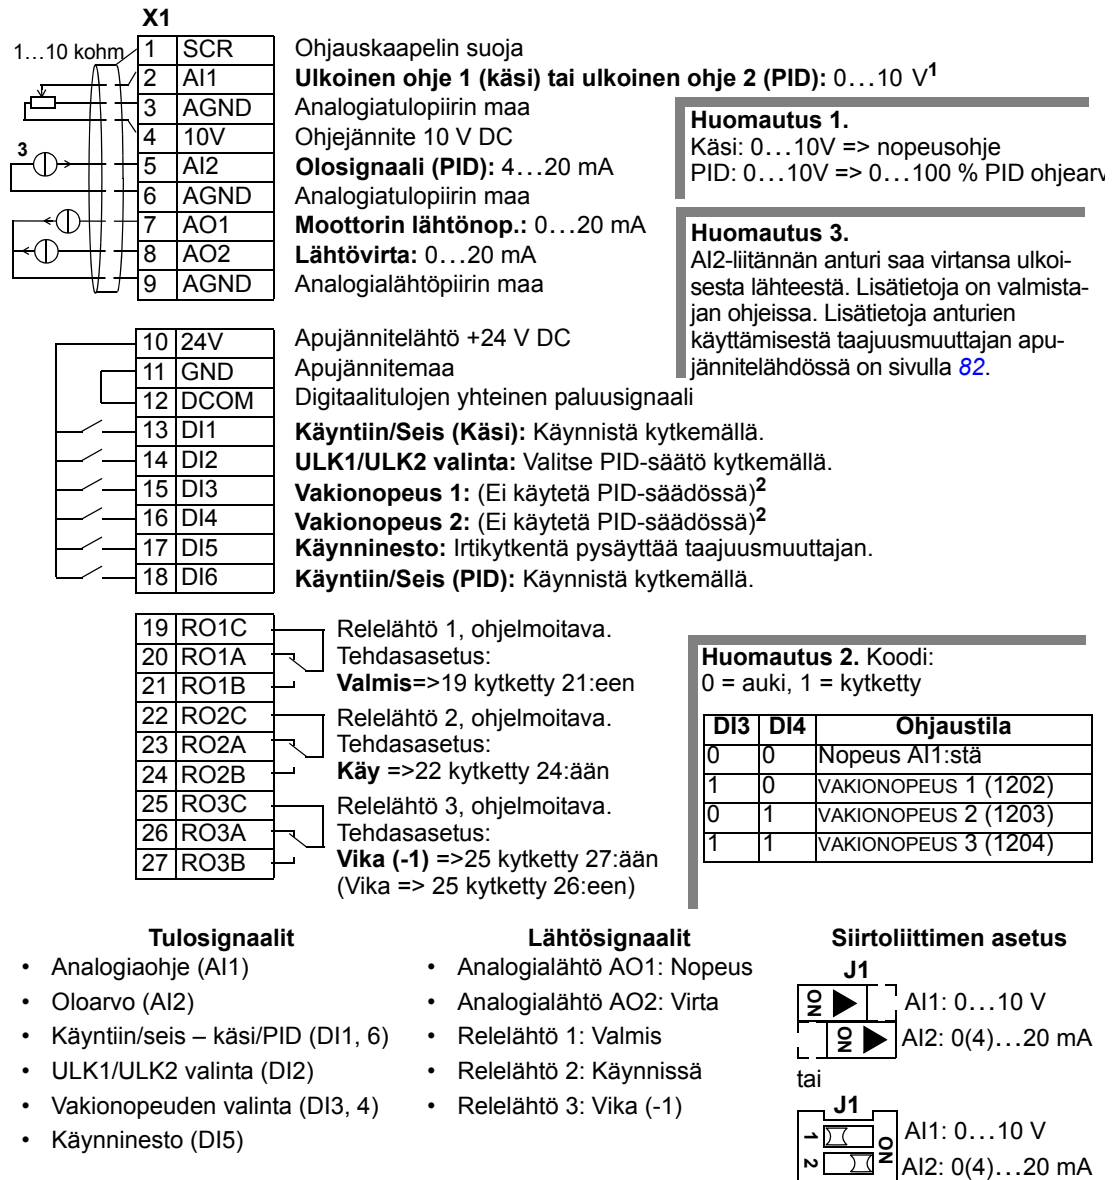 X1
1…10 kohm
1 SCR Ohjauskaapelin suoja
2 AI1 Ulkoinen ohje 1 (käsi) tai ulkoinen ohje 2 (PID): 0…10 V1
3 AGND Analogiatulopiirin maa
4 10V Ohjejännite 10 V DC
3
5 AI2 Olosignaali (PID): 4…20 mA
6 AGND Analogiatulopiirin maa
7 AO1 Moottorin lähtönop.: 0…20 mA
8 AO2 Lähtövirta: 0…20 mA
9 AGND Analogialähtöpiirin maa
Huomautus 1.
Käsi: 0…10V => nopeusohje
PID: 0…10V => 0…100 % PID ohjearv
Huomautus 3.
AI2-liitännän anturi saa virtansa ulkoi-
sesta lähteestä. Lisätietoja on valmista-
jan ohjeissa. Lisätietoja anturien
käyttämisestä taajuusmuuttajan apu-
jännitelähdössä on sivulla 82.
10 24V Apujännitelähtö +24 V DC
11 GND Apujännitemaa
12 DCOM Digitaalitulojen yhteinen paluusignaali
13 DI1 Käyntiin/Seis (Käsi): Käynnistä kytkemällä.
14 DI2 ULK1/ULK2 valinta: Valitse PID-säätö kytkemällä.
15 DI3 Vakionopeus 1: (Ei käytetä PID-säädössä)2
16 DI4 Vakionopeus 2: (Ei käytetä PID-säädössä)2
17 DI5 Käynninesto: Irtikytkentä pysäyttää taajuusmuuttajan.
18 DI6 Käyntiin/Seis (PID): Käynnistä kytkemällä.
19 RO1C Relelähtö 1, ohjelmoitava.
20 RO1A Tehdasasetus:
21 RO1B Valmis=>19 kytketty 21:een
22 RO2C Relelähtö 2, ohjelmoitava.
23 RO2A Tehdasasetus:
24 RO2B Käy =>22 kytketty 24:ään
25 RO3C Relelähtö 3, ohjelmoitava.
26 RO3A Tehdasasetus:
27 RO3B Vika (-1) =>25 kytketty 27:ään
(Vika => 25 kytketty 26:een)
Huomautus 2. Koodi:
0 = auki, 1 = kytketty
DI3 DI4 Ohjaustila
0 0 Nopeus AI1:stä
1 0 VAKIONOPEUS 1 (1202)
0 1 VAKIONOPEUS 2 (1203)
1 1 VAKIONOPEUS 3 (1204)
Tulosignaalit
• Analogiaohje (AI1)
• Oloarvo (AI2)
• Käyntiin/seis – käsi/PID (DI1, 6)
• ULK1/ULK2 valinta (DI2)
• Vakionopeuden valinta (DI3, 4)
• Käynninesto (DI5)
Lähtösignaalit
• Analogialähtö AO1: Nopeus
• Analogialähtö AO2: Virta
• Relelähtö 1: Valmis
• Relelähtö 2: Käynnissä
• Relelähtö 3: Vika (-1)
Siirtoliittimen asetus
J1
ON AI1: 0…10 V
ON AI2: 0(4)…20 mA
tai
J1
1 ON AI1: 0…10 V
2 AI2: 0(4)…20 mA